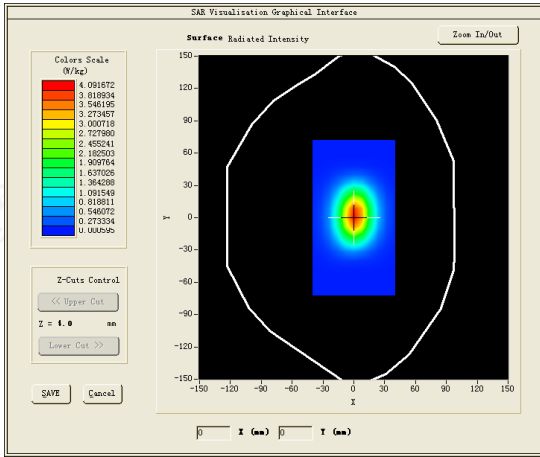 SAR Visualisation Graphical Interface
Surface Radiated Intensity
Zoom In/Out
Colors Scale
(W/kg)
4.091672
3.818934
3.546195
3.273457
3.000718
2.727980
2.455241
2.182503
1.909764
1.637026
1.364288
1.091549
0.818811
0.546072
0.273334
0.000595
150
120
90
60
30
Y 0
-30
-60
-90
-120
-150
-150 -120 -90 -60 -30 0 30 60 90 120 150
X
Z-Cuts Control
<< Upper Cut
Z = 4.0 mm
Lower Cut >>
SAVE Cancel
0 X (mm) 0 Y (mm)